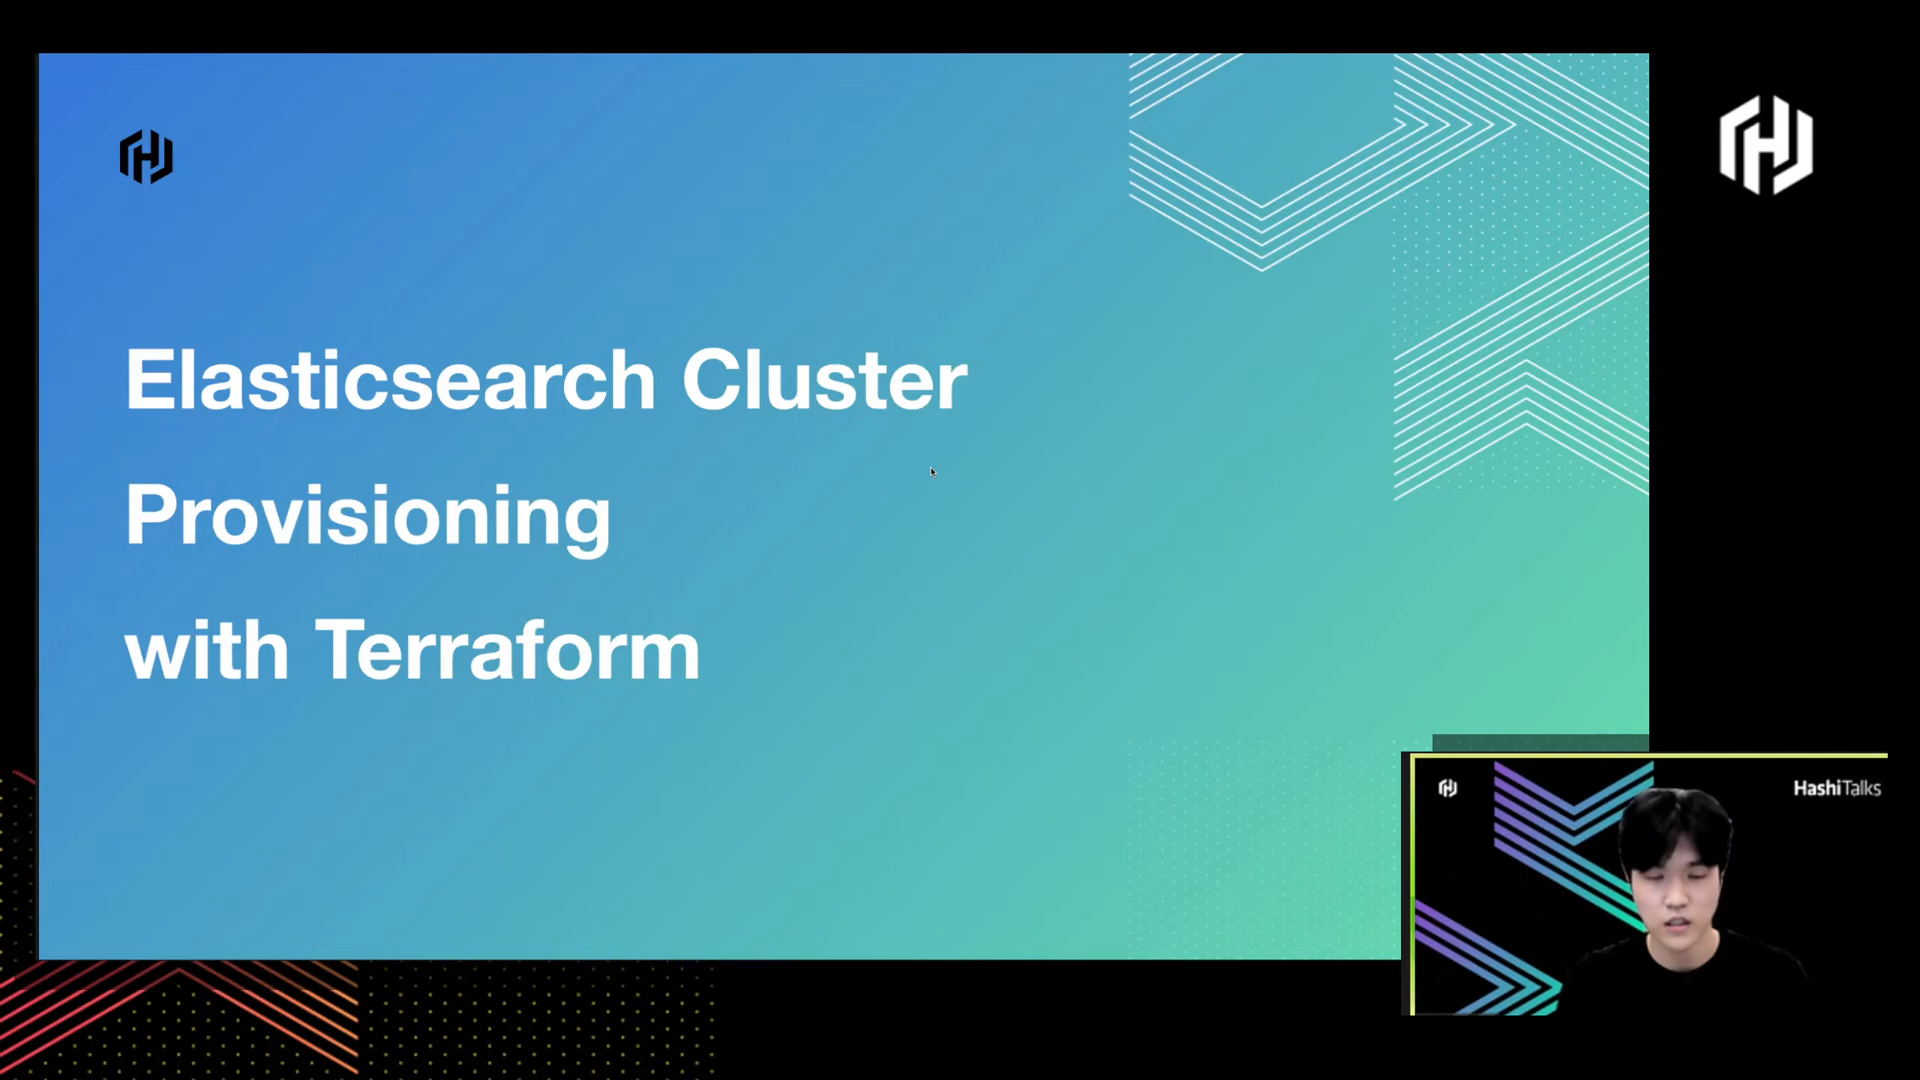 Elasticsearch Cluster
Provisioning
with Terraform
HashiTalks